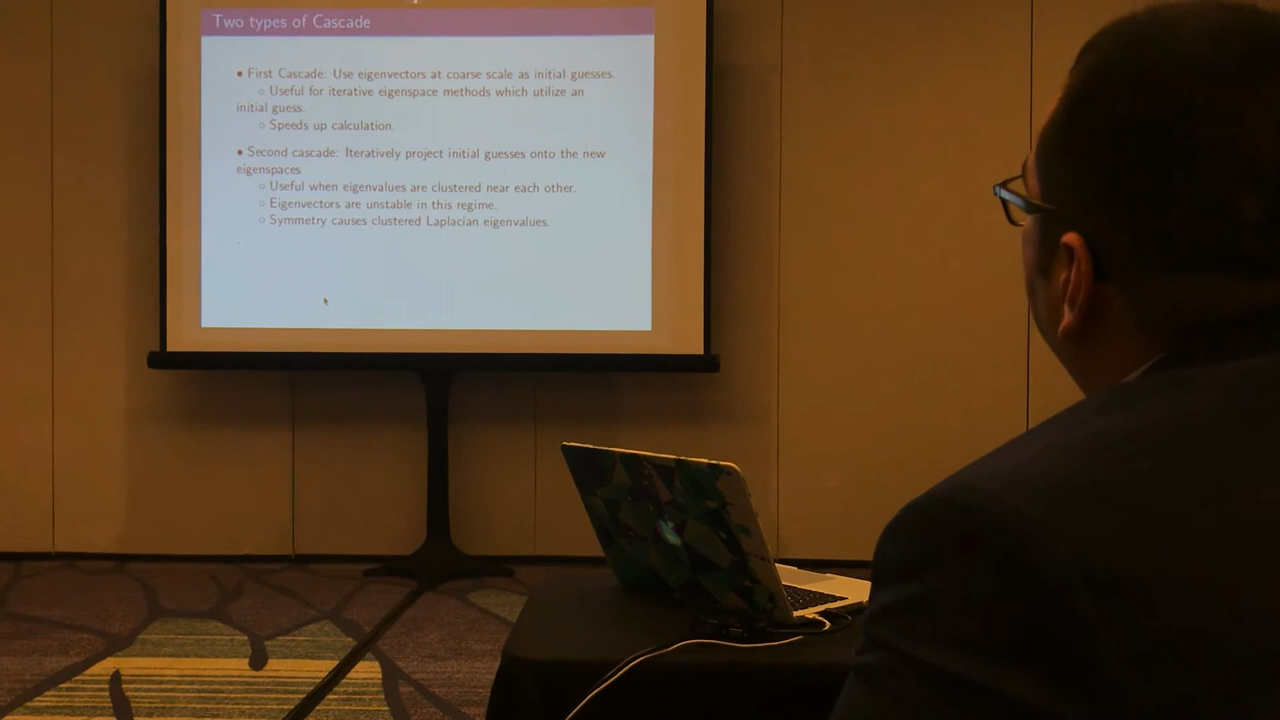 Two types of Cascade
• First Cascade: Use eigenvectors at coarse scale as initial guesses.
○ Useful for iterative eigenspace methods which utilize an
initial guess.
○ Speeds up calculation.
• Second cascade: Iteratively project initial guesses onto the new
eigenspaces
○ Useful when eigenvalues are clustered near each other.
○ Eigenvectors are unstable in this regime.
○ Symmetry causes clustered Laplacian eigenvalues.